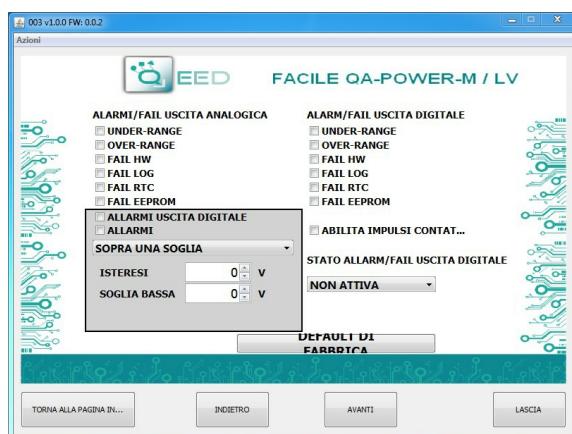 003 v1.0.0 FW: 0.0.2
Azioni
QEED
FACILE QA-POWER-M / LV
ALARMI/FAIL USCITA ANALOGICA
UNDER-RANGE
OVER-RANGE
FAIL HW
FAIL LOG
FAIL RTC
FAIL EEPROM
ALLARMI USCITA DIGITALE
ALLARMI
SOPRA UNA SOGLIA
ISTERESI 0 V
SOGLIA BASSA 0 V
ALARM/FAIL USCITA DIGITALE
UNDER-RANGE
OVER-RANGE
FAIL HW
FAIL LOG
FAIL RTC
FAIL EEPROM
ABILITA IMPULSI CONTAT...
STATO ALLARM/FAIL USCITA DIGITALE
NON ATTIVA
DEFAULT DI
FABBRICA
TORNA ALLA PAGINA IN...
INDIETRO
AVANTI
LASCIA